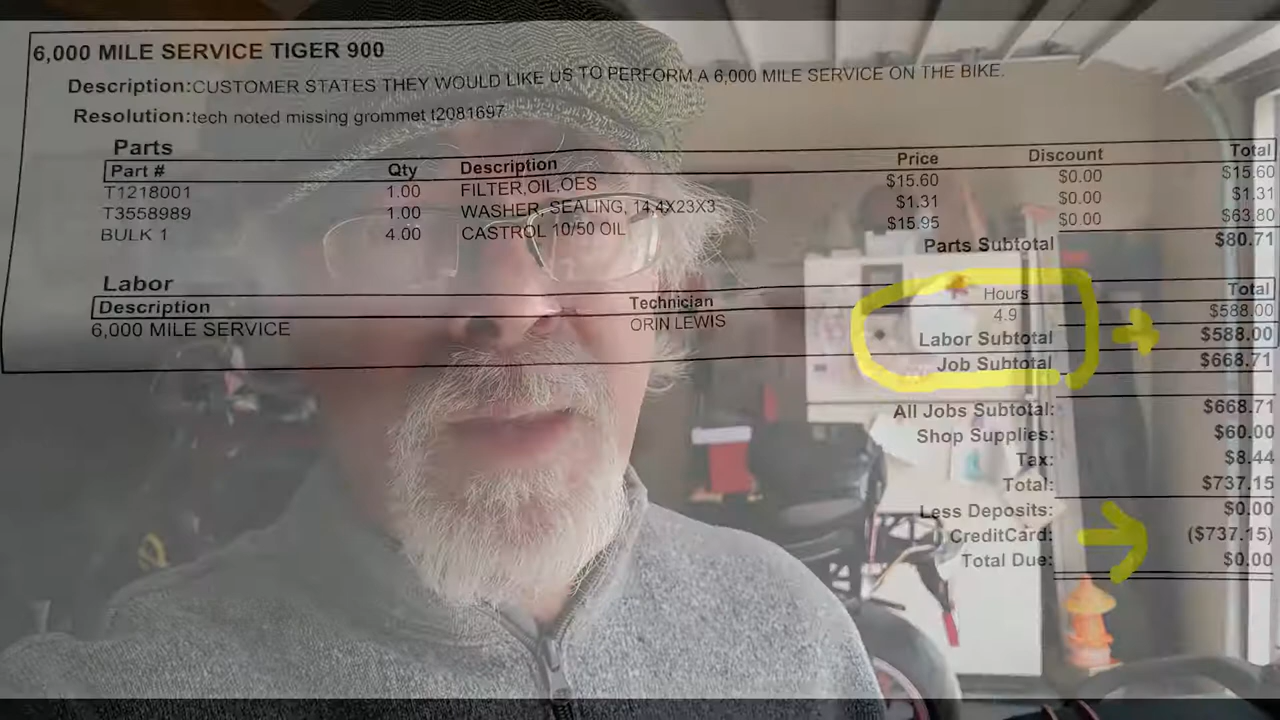 6,000 MILE SERVICE TIGER 900
Description:CUSTOMER STATES THEY WOULD LIKE US TO PERFORM A 6,000 MILE SERVICE ON THE BIKE.
Resolution:tech noted missing grommet t2081697
Parts
Part # Qty Description Price Discount Total
T1218001 1.00 FILTER,OIL,OES $15.60 $0.00 $15.60
T3558989 1.00 WASHER, SEALING, 14.4X23X3 $1.31 $0.00 $1.31
BULK 1 4.00 CASTROL 10/50 OIL $15.95 $0.00 $63.80
Parts Subtotal $80.71
Labor
Description Technician Hours Total
6,000 MILE SERVICE ORIN LEWIS 4.9 $588.00
Labor Subtotal $588.00
Job Subtotal $668.71
All Jobs Subtotal: $668.71
Shop Supplies: $60.00
Tax: $8.44
Total: $737.15
Less Deposits: $0.00
CreditCard: ($737.15)
Total Due: $0.00